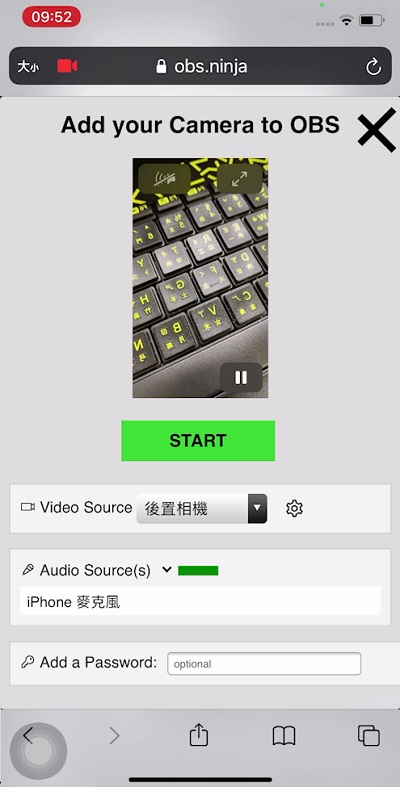 09:52
大小
obs.ninja
Add your Camera to OBS
START
Video Source 後置相機
Audio Source(s)
iPhone 麥克風
Add a Password: optional